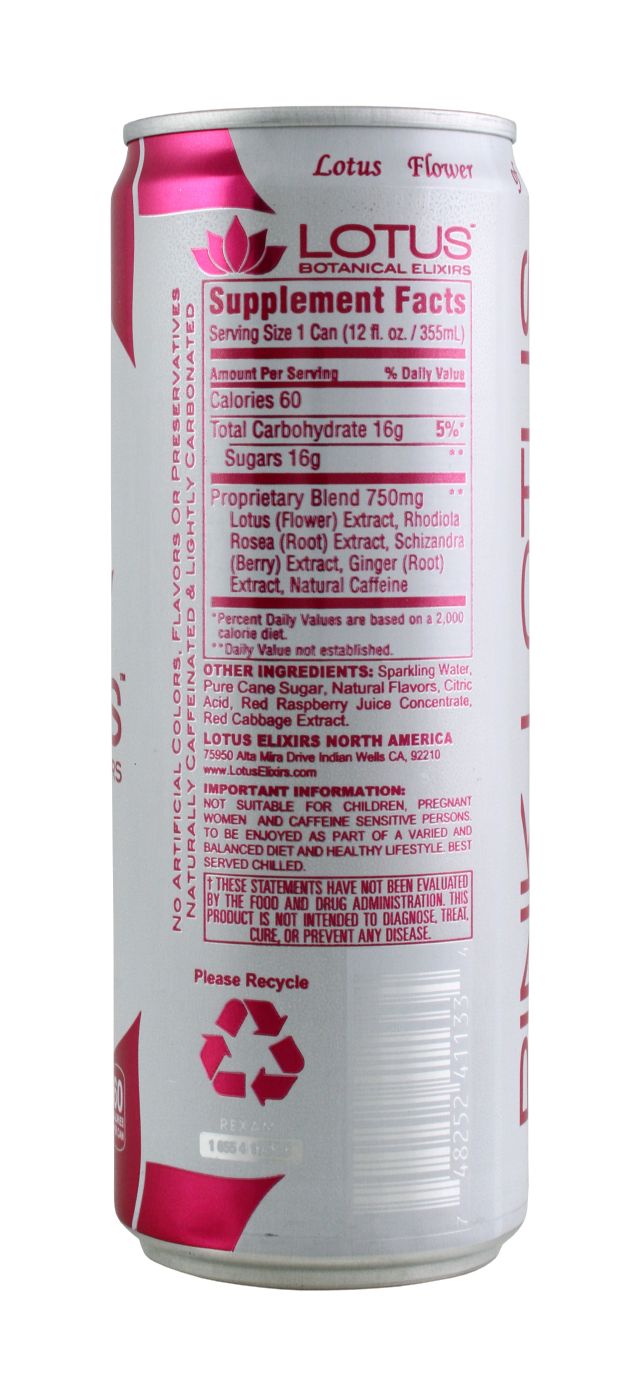 Lotus Flower
LOTUS™
BOTANICAL ELIXIRS
Supplement Facts
Serving Size 1 Can (12 fl. oz. / 355mL)
Amount Per Serving % Daily Value
Calories 60
Total Carbohydrate 16g 5%*
Sugars 16g **
Proprietary Blend 750mg **
Lotus (Flower) Extract, Rhodiola
Rosea (Root) Extract, Schizandra
(Berry) Extract, Ginger (Root)
Extract, Natural Caffeine
*Percent Daily Values are based on a 2,000
calorie diet.
**Daily Value not established.
OTHER INGREDIENTS: Sparkling Water,
Pure Cane Sugar, Natural Flavors, Citric
Acid, Red Raspberry Juice Concentrate,
Red Cabbage Extract.
LOTUS ELIXIRS NORTH AMERICA
75950 Alta Mira Drive Indian Wells CA, 92210
www.LotusElixirs.com
IMPORTANT INFORMATION:
NOT SUITABLE FOR CHILDREN, PREGNANT
WOMEN AND CAFFEINE SENSITIVE PERSONS.
TO BE ENJOYED AS PART OF A VARIED AND
BALANCED DIET AND HEALTHY LIFESTYLE. BEST
SERVED CHILLED.
† THESE STATEMENTS HAVE NOT BEEN EVALUATED
BY THE FOOD AND DRUG ADMINISTRATION. THIS
PRODUCT IS NOT INTENDED TO DIAGNOSE, TREAT,
CURE, OR PREVENT ANY DISEASE.
No Artificial Colors, Flavors Or Preservatives
Naturally Caffeinated & Lightly Carbonated
Please Recycle
REXAM
7 48252 41133 4
PINK LOTUS